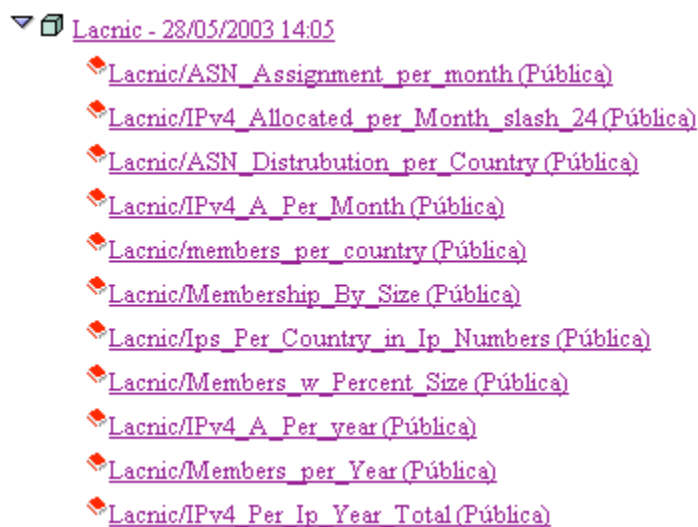 Lacnic - 28/05/2003 14:05
Lacnic/ASN_Assignment_per_month (Pública)
Lacnic/IPv4_Allocated_per_Month_slash_24 (Pública)
Lacnic/ASN_Distrubution_per_Country (Pública)
Lacnic/IPv4_A_Per_Month (Pública)
Lacnic/members_per_country (Pública)
Lacnic/Membership_By_Size (Pública)
Lacnic/Ips_Per_Country_in_Ip_Numbers (Pública)
Lacnic/Members_w_Percent_Size (Pública)
Lacnic/IPv4_A_Per_year (Pública)
Lacnic/Members_per_Year (Pública)
Lacnic/IPv4_Per_Ip_Year_Total (Pública)